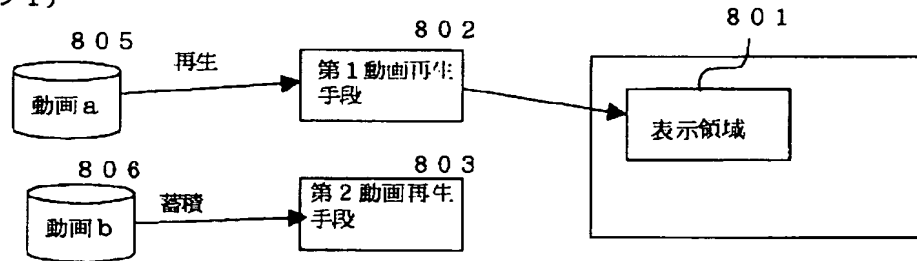 801
805
802
再生
第1動画再生
手段
動画a
表示領域
806
803
蓄積
第2動画再生
手段
動画b